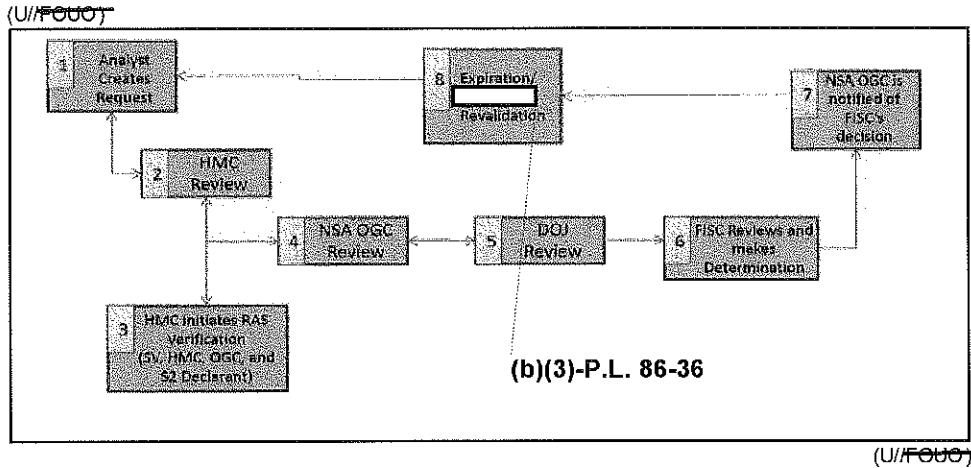 (U//FOUO)
1
Analyst
Creates
Request
8
Expiration/
Revalidation
7
NSA OGC is
notified of
FISC's
decision
2
HMC
Review
4
NSA OGC
Review
5
DOJ
Review
6
FISC Reviews and
makes
Determination
3
HMC initiates RAS
Verification
(SV, HMC, OGC, and
S2 Declarant)
(b)(3)-P.L. 86-36
(U//FOUO)